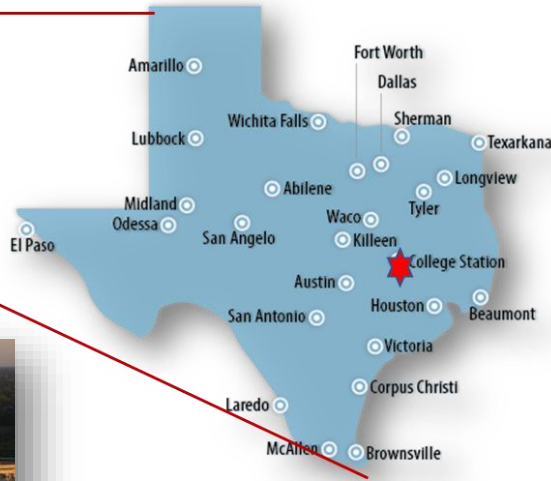 Fort Worth
Amarillo
Dallas
Wichita Falls
Sherman
Lubbock
Texarkana
Longview
Abilene
Midland
Tyler
Waco
Odessa
San Angelo
Killeen
El Paso
College Station
Austin
Houston
Beaumont
San Antonio
Victoria
Corpus Christi
Laredo
McAllen
Brownsville